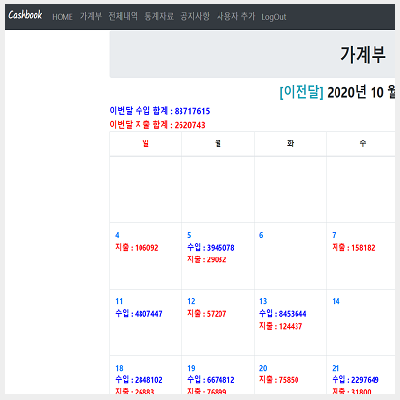 Cashbook HOME 가계부 전체내역 통계자료 공지사항 사용자 추가 LogOut
가계부
[이전달] 2020년 10 월
이번달 수입 합계 : 83717615
이번달 지출 합계 : 2620743
일 월 화 수
4 5 6 7
지출 : 106092 수입 : 3945078 지출 : 158182
지출 : 29082
11 12 13 14
수입 : 4807447 지출 : 57207 수입 : 8453644
지출 : 124437
18 19 20 21
수입 : 2848102 수입 : 6674812 지출 : 75850 수입 : 2297649
지출 : 26883 지출 : 76899 지출 : 31800